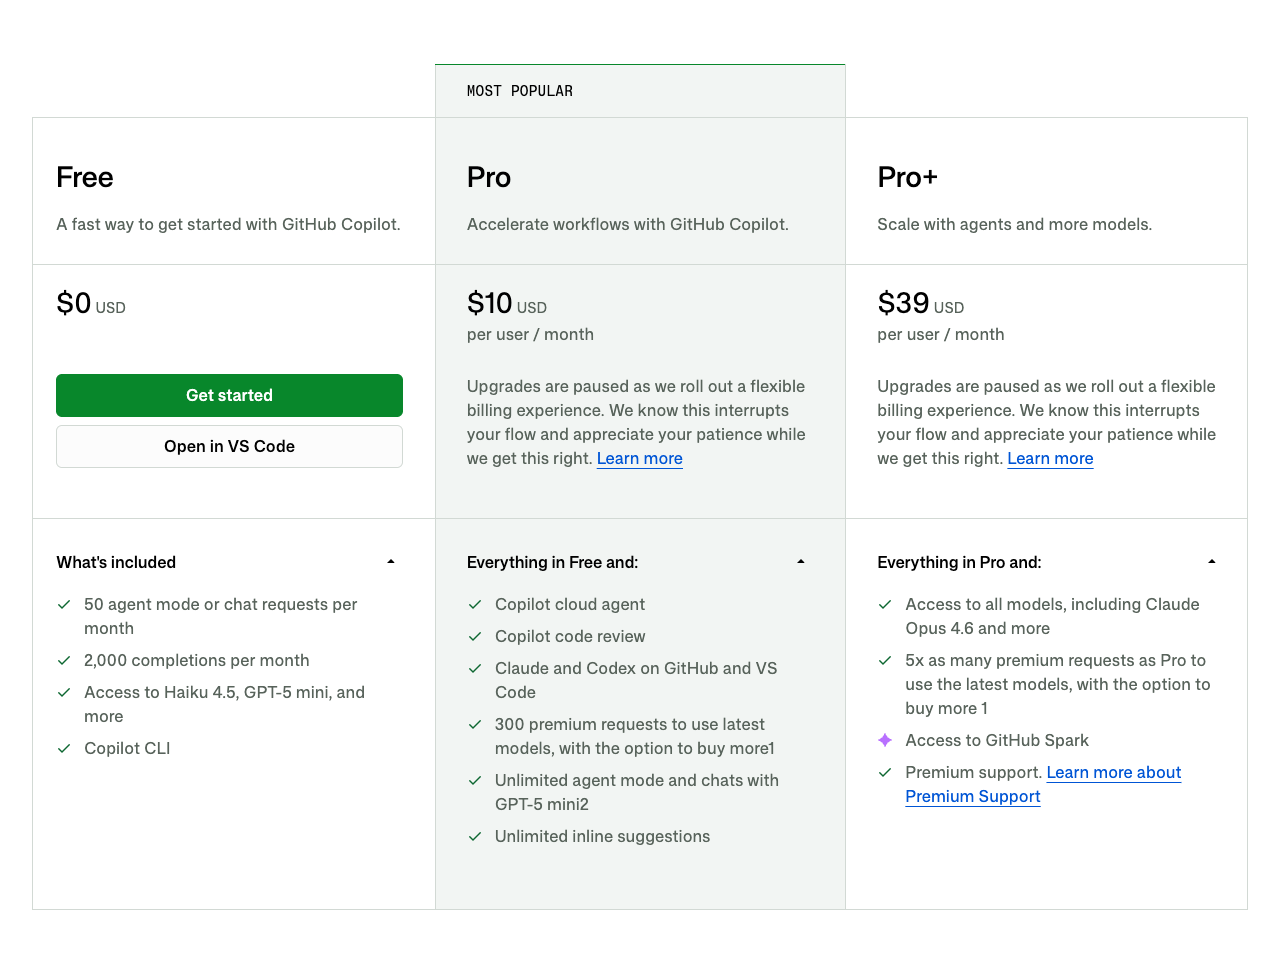 MOST POPULAR
Free
A fast way to get started with GitHub Copilot.
Pro
Accelerate workflows with GitHub Copilot.
Pro+
Scale with agents and more models.
$0 USD
Get started
Open in VS Code
$10 USD
per user / month
Upgrades are paused as we roll out a flexible
billing experience. We know this interrupts
your flow and appreciate your patience while
we get this right. Learn more
$39 USD
per user / month
Upgrades are paused as we roll out a flexible
billing experience. We know this interrupts
your flow and appreciate your patience while
we get this right. Learn more
What's included
50 agent mode or chat requests per
month
2,000 completions per month
Access to Haiku 4.5, GPT-5 mini, and
more
Copilot CLI
Everything in Free and:
Copilot cloud agent
Copilot code review
Claude and Codex on GitHub and VS
Code
300 premium requests to use latest
models, with the option to buy more1
Unlimited agent mode and chats with
GPT-5 mini2
Unlimited inline suggestions
Everything in Pro and:
Access to all models, including Claude
Opus 4.6 and more
5x as many premium requests as Pro to
use the latest models, with the option to
buy more 1
Access to GitHub Spark
Premium support. Learn more about
Premium Support